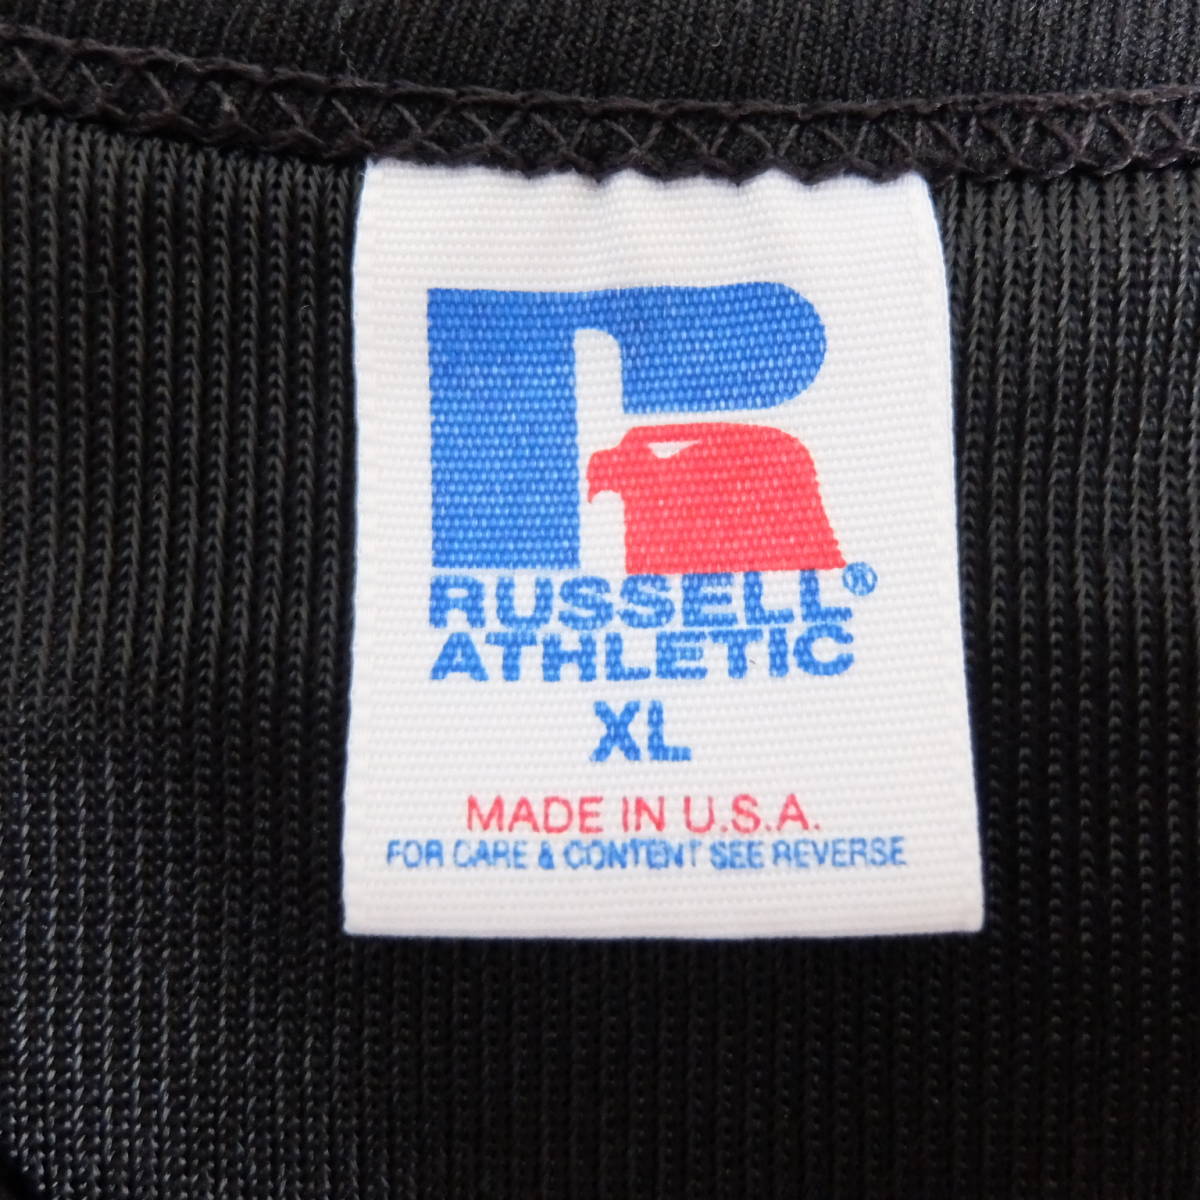 R
RUSSELL®
ATHLETIC
XL
MADE IN U.S.A.
FOR CARE & CONTENT SEE REVERSE